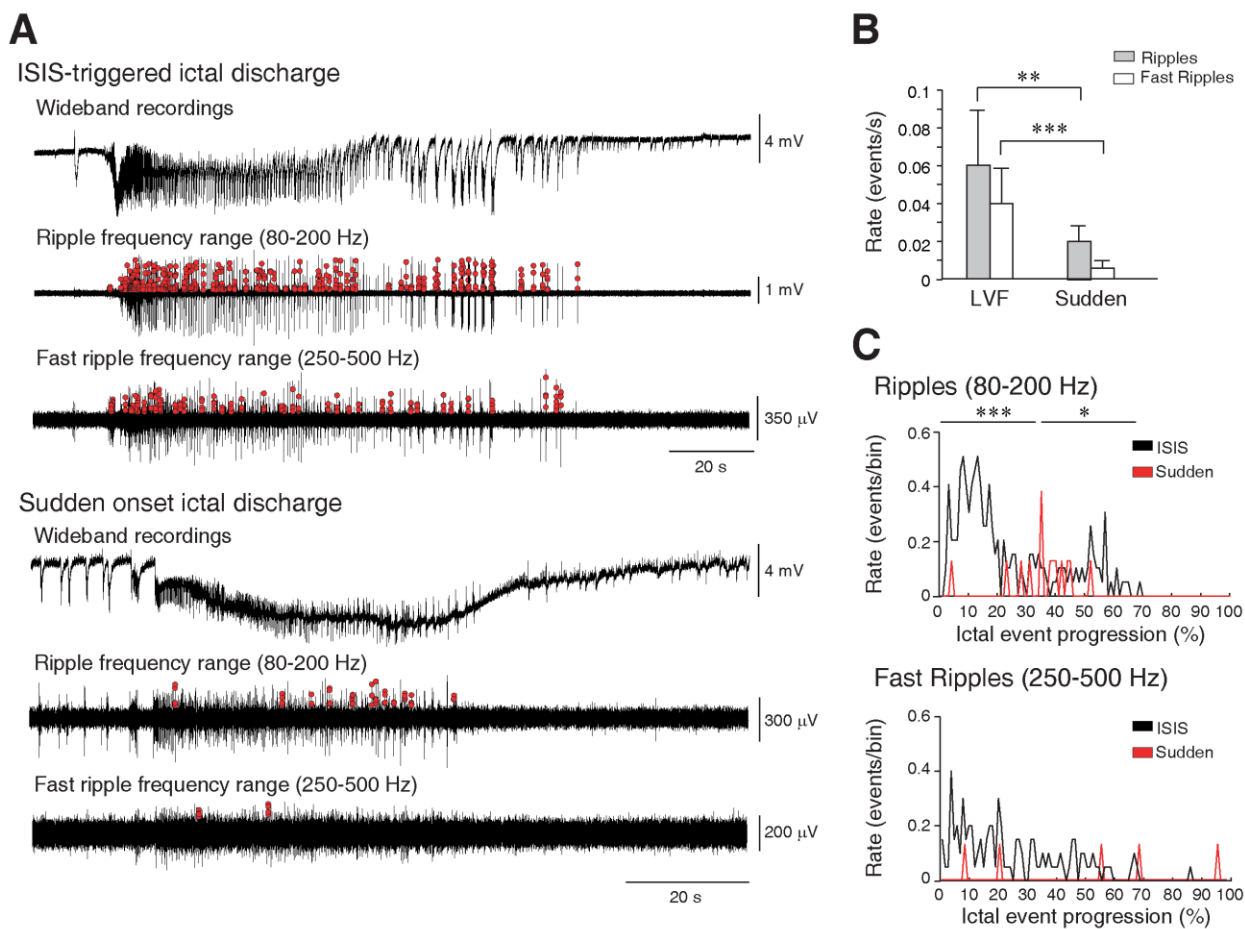 A
ISIS-triggered ictal discharge
Wideband recordings
4 mV
Ripple frequency range (80-200 Hz)
1 mV
Fast ripple frequency range (250-500 Hz)
350 μV
20 s
Sudden onset ictal discharge
Wideband recordings
4 mV
Ripple frequency range (80-200 Hz)
300 μV
Fast ripple frequency range (250-500 Hz)
200 μV
20 s
B
Ripples
Fast Ripples
**
***
Rate (events/s)
0.1
0.08
0.06
0.04
0.02
0
LVF Sudden
C
Ripples (80-200 Hz)
*** *
ISIS
Sudden
Rate (events/bin)
0.6
0.4
0.2
0
0 10 20 30 40 50 60 70 80 90 100
Ictal event progression (%)
Fast Ripples (250-500 Hz)
ISIS
Sudden
Rate (events/bin)
0.6
0.4
0.2
0
0 10 20 30 40 50 60 70 80 90 100
Ictal event progression (%)